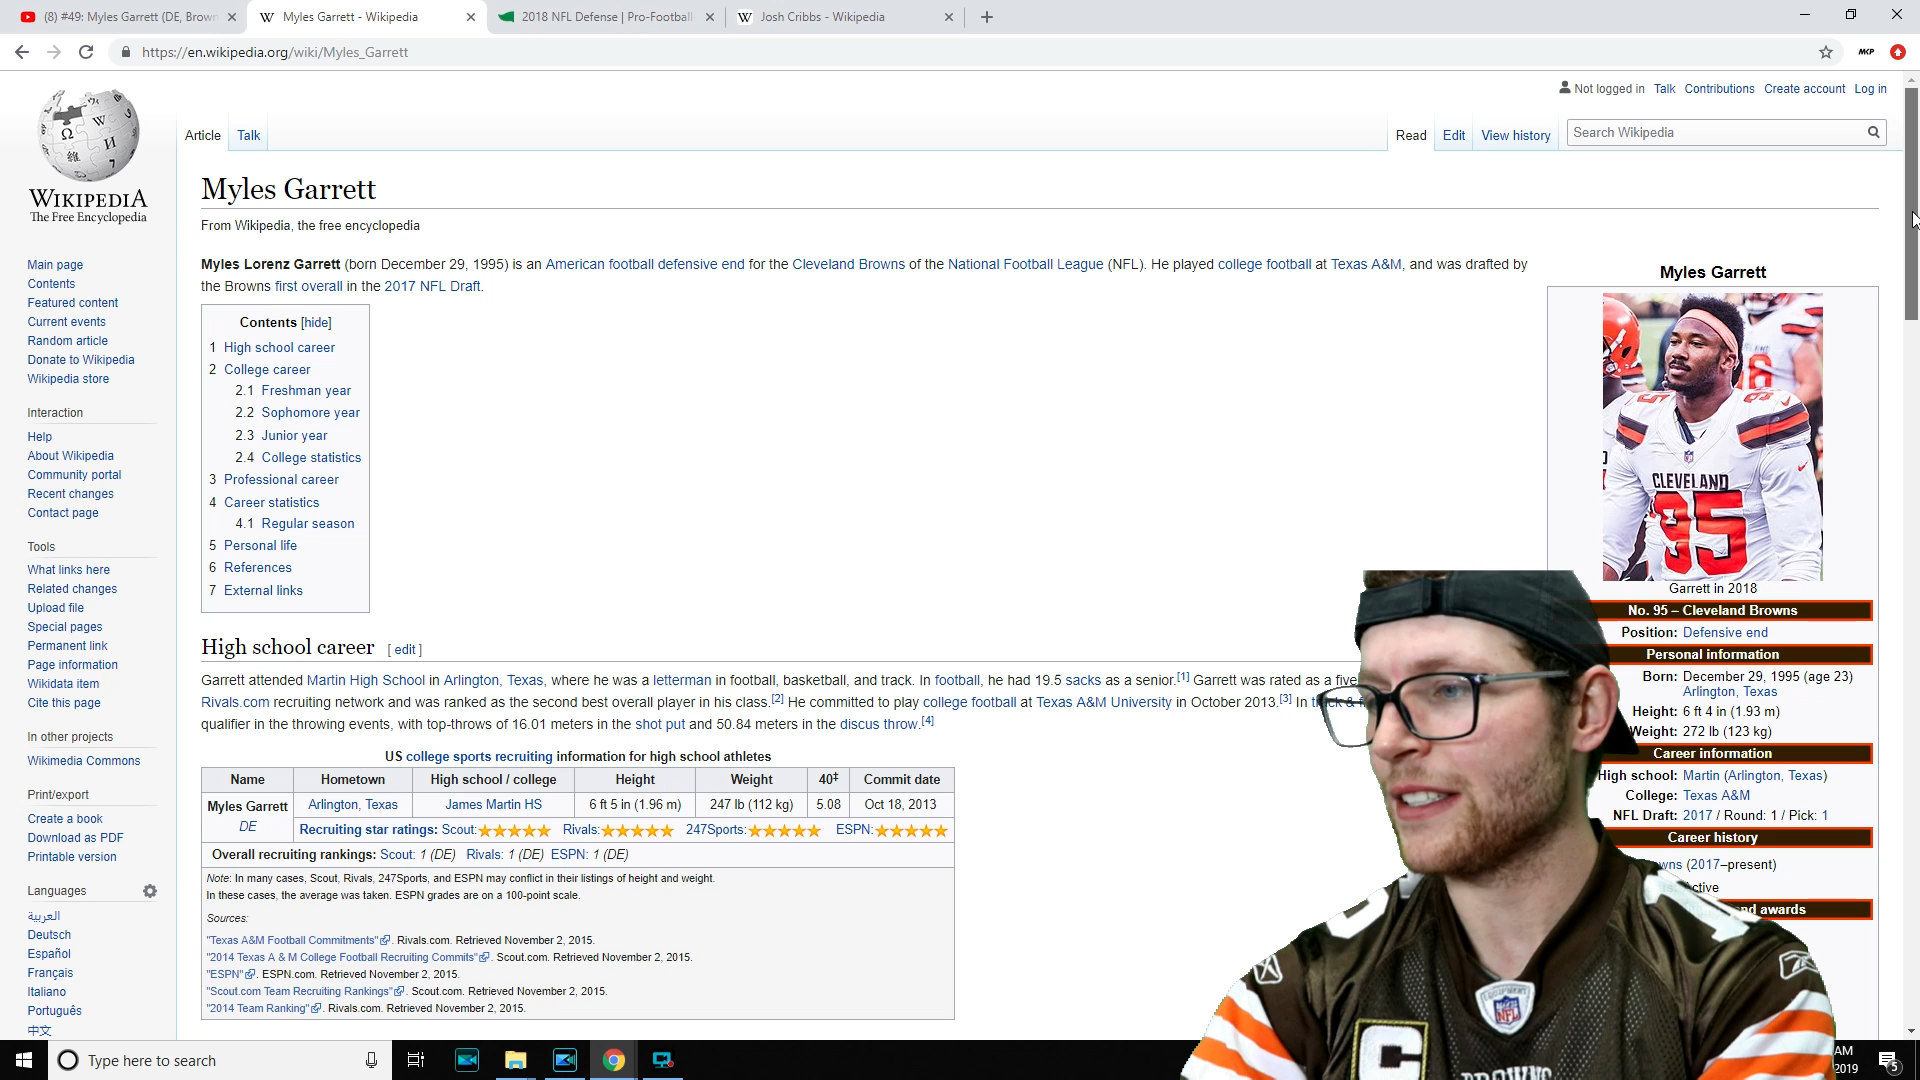 (8) #49: Myles Garrett (DE, Brown
Myles Garrett - Wikipedia
2018 NFL Defense | Pro-Football-
Josh Cribbs - Wikipedia
https://en.wikipedia.org/wiki/Myles_Garrett
MKP
Not logged in Talk Contributions Create account Log in
Article Talk
Read Edit View history Search Wikipedia
WIKIPEDIA
The Free Encyclopedia
Main page
Contents
Featured content
Current events
Random article
Donate to Wikipedia
Wikipedia store
Interaction
Help
About Wikipedia
Community portal
Recent changes
Contact page
Tools
What links here
Related changes
Upload file
Special pages
Permanent link
Page information
Wikidata item
Cite this page
In other projects
Wikimedia Commons
Print/export
Create a book
Download as PDF
Printable version
Languages
العربية
Deutsch
Español
Français
Italiano
Português
中文
Myles Garrett
From Wikipedia, the free encyclopedia
Myles Lorenz Garrett (born December 29, 1995) is an American football defensive end for the Cleveland Browns of the National Football League (NFL). He played college football at Texas A&M, and was drafted by
the Browns first overall in the 2017 NFL Draft.
Contents [hide]
1 High school career
2 College career
2.1 Freshman year
2.2 Sophomore year
2.3 Junior year
2.4 College statistics
3 Professional career
4 Career statistics
4.1 Regular season
5 Personal life
6 References
7 External links
High school career [ edit ]
Garrett attended Martin High School in Arlington, Texas, where he was a letterman in football, basketball, and track. In football, he had 19.5 sacks as a senior.[1] Garrett was rated as a five
Rivals.com recruiting network and was ranked as the second best overall player in his class.[2] He committed to play college football at Texas A&M University in October 2013.[3] In
qualifier in the throwing events, with top-throws of 16.01 meters in the shot put and 50.84 meters in the discus throw.[4]
US college sports recruiting information for high school athletes
Name Hometown High school / college Height Weight 40‡ Commit date
Myles Garrett Arlington, Texas James Martin HS 6 ft 5 in (1.96 m) 247 lb (112 kg) 5.08 Oct 18, 2013
DE Recruiting star ratings: Scout: Rivals: 247Sports: ESPN:
Overall recruiting rankings: Scout: 1 (DE) Rivals: 1 (DE) ESPN: 1 (DE)
Note: In many cases, Scout, Rivals, 247Sports, and ESPN may conflict in their listings of height and weight.
In these cases, the average was taken. ESPN grades are on a 100-point scale.
Sources:
"Texas A&M Football Commitments". Rivals.com. Retrieved November 2, 2015.
"2014 Texas A & M College Football Recruiting Commits". Scout.com. Retrieved November 2, 2015.
"ESPN". ESPN.com. Retrieved November 2, 2015.
"Scout.com Team Recruiting Rankings". Scout.com. Retrieved November 2, 2015.
"2014 Team Ranking". Rivals.com. Retrieved November 2, 2015.
Myles Garrett
CLEVELAND
95
Garrett in 2018
No. 95 – Cleveland Browns
Position: Defensive end
Personal information
Born: December 29, 1995 (age 23)
Arlington, Texas
Height: 6 ft 4 in (1.93 m)
Weight: 272 lb (123 kg)
Career information
High school: Martin (Arlington, Texas)
College: Texas A&M
NFL Draft: 2017 / Round: 1 / Pick: 1
Career history
wns (2017–present)
ctive
nd awards
NFL
C
BROWNS
Type here to search
AM
2019
5